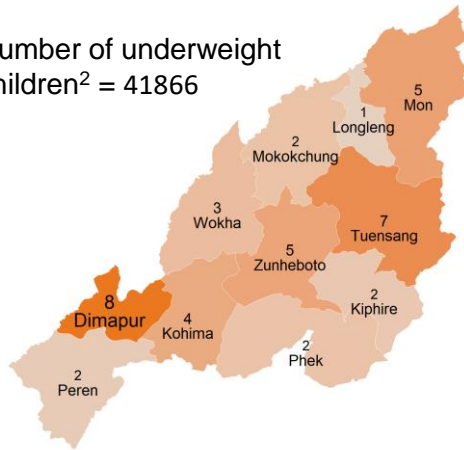 umber of underweight
hildren² = 41866
5
Mon
1
Longleng
2
Mokokchung
3
Wokha
7
Tuensang
5
Zunheboto
2
Kiphire
8
Dimapur
4
Kohima
2
Phek
2
Peren